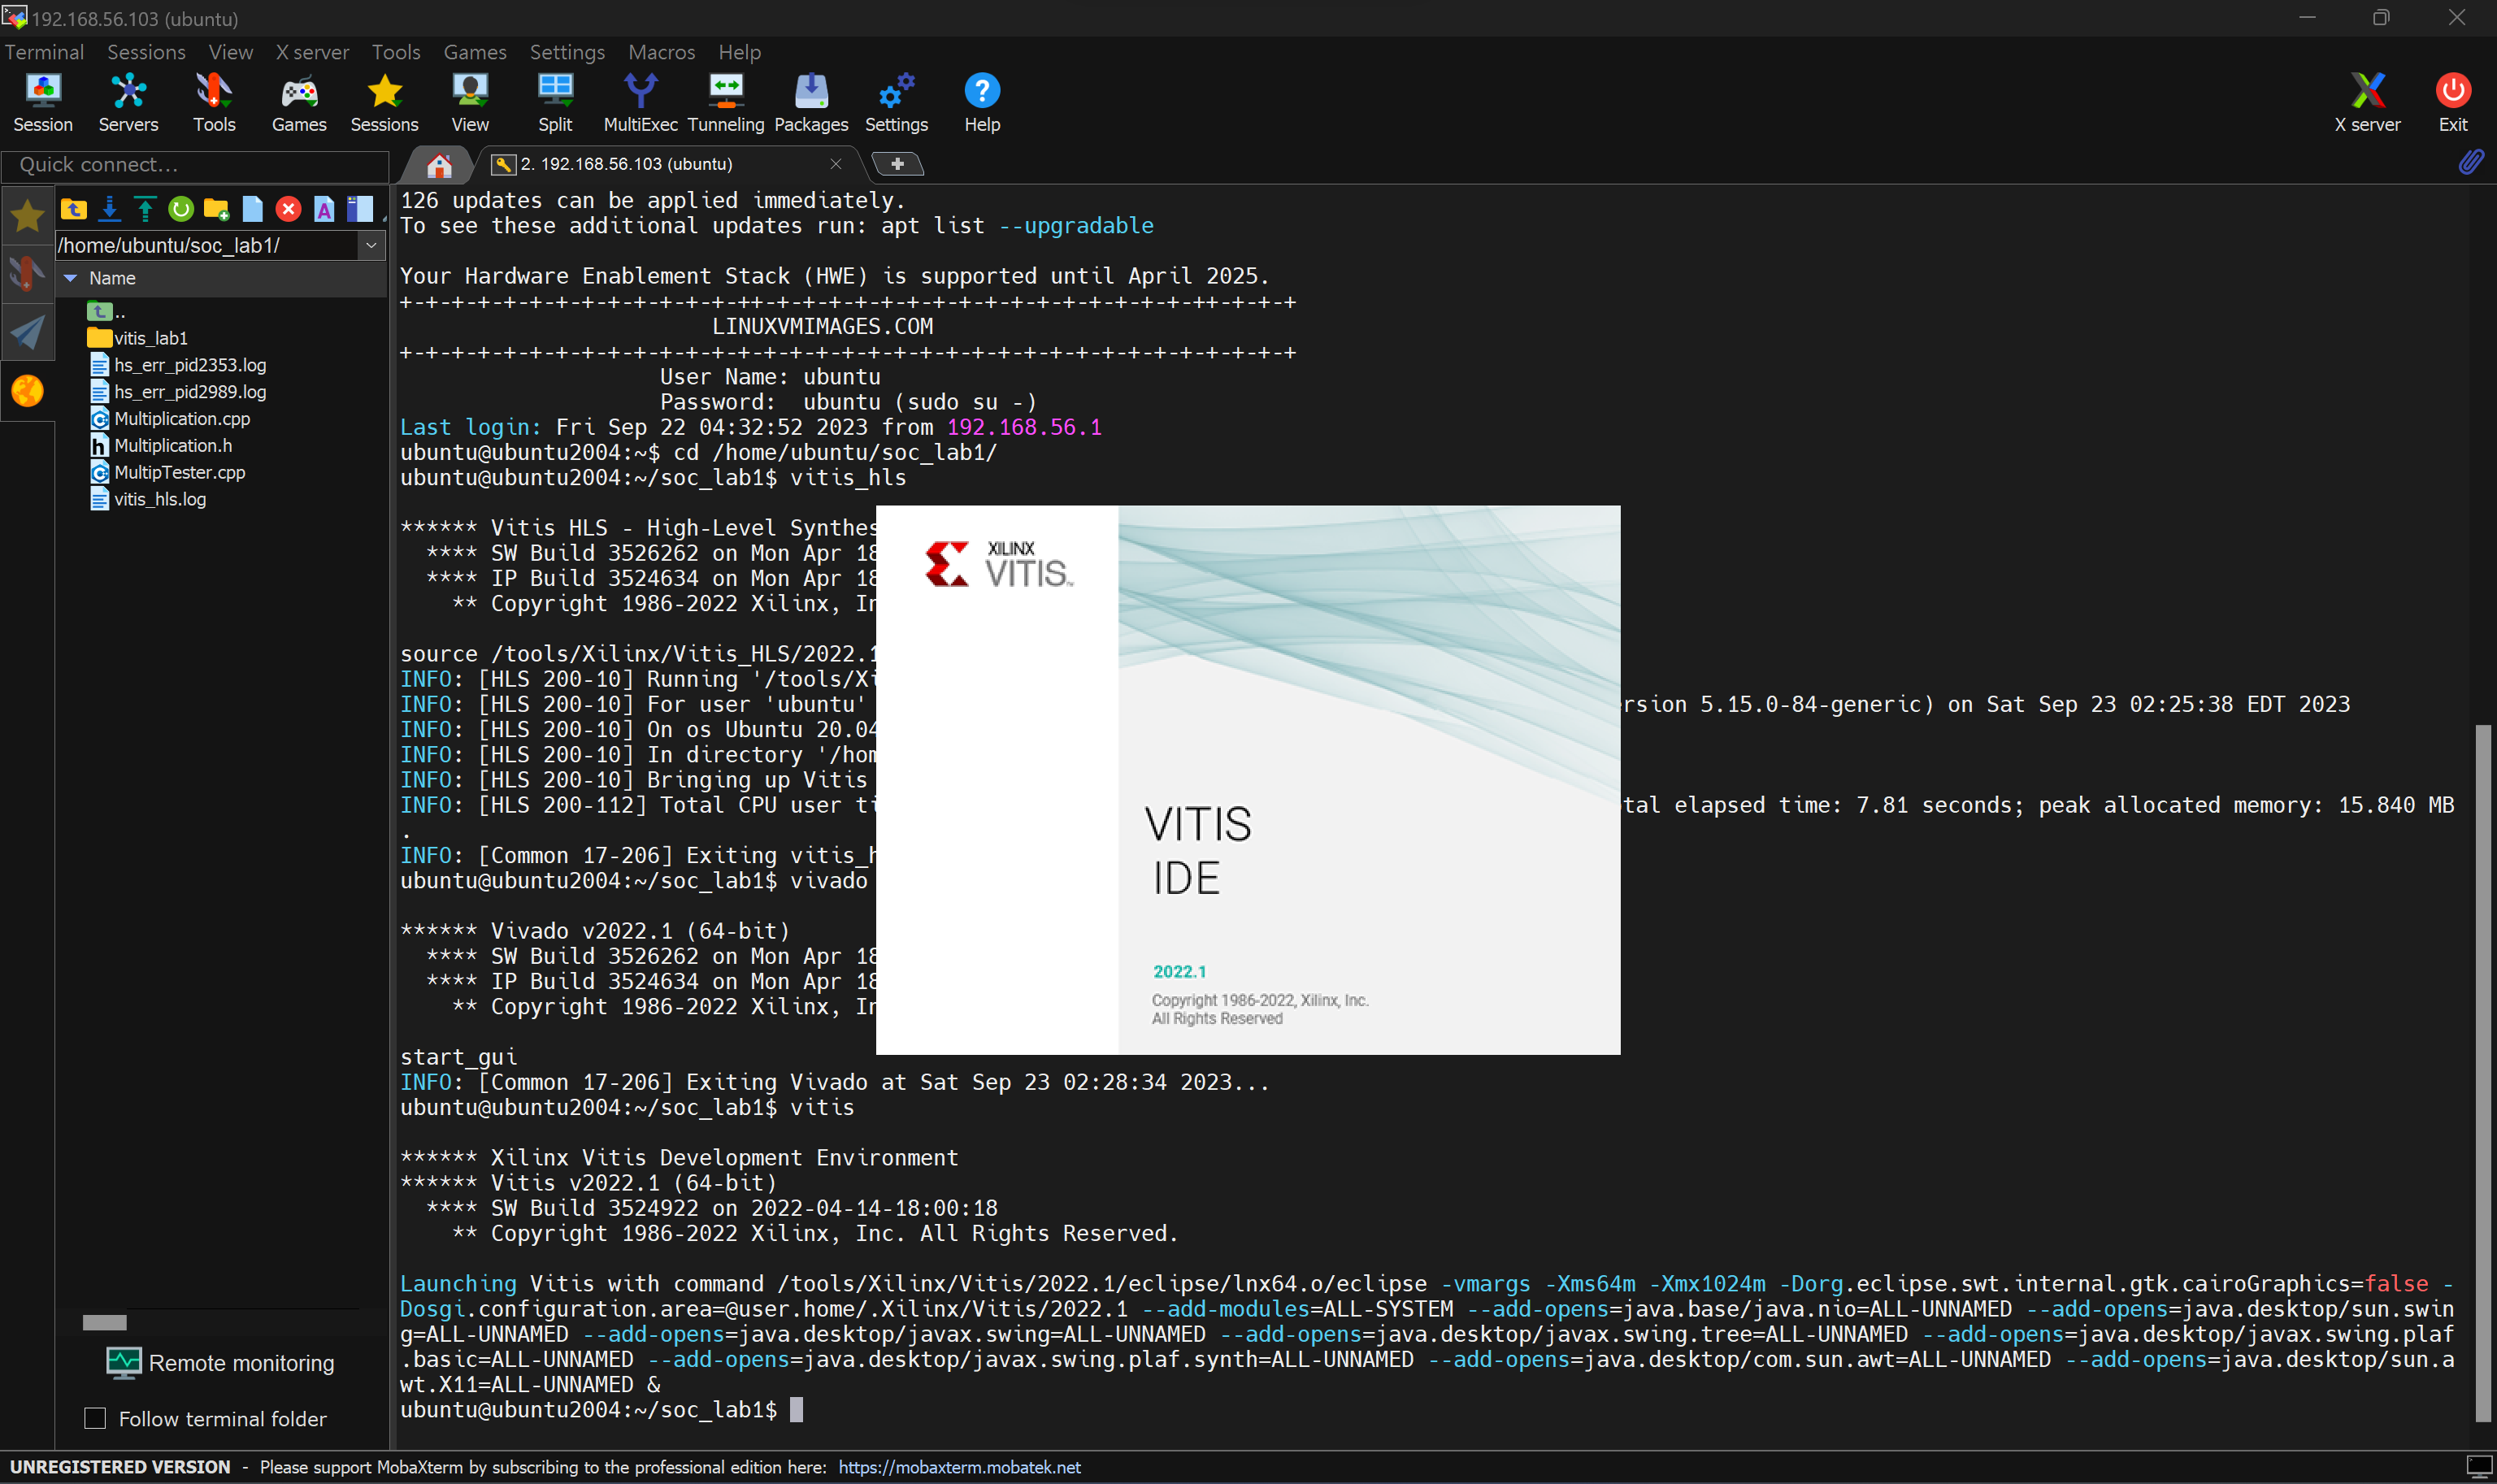 192.168.56.103 (ubuntu)
Terminal Sessions View X server Tools Games Settings Macros Help
Session Servers Tools Games Sessions View Split MultiExec Tunneling Packages Settings Help X server Exit
Quick connect...
2. 192.168.56.103 (ubuntu)
/home/ubuntu/soc_lab1/
Name
..
vitis_lab1
hs_err_pid2353.log
hs_err_pid2989.log
Multiplication.cpp
Multiplication.h
MultipTester.cpp
vitis_hls.log
Remote monitoring
Follow terminal folder
126 updates can be applied immediately.
To see these additional updates run: apt list --upgradable
Your Hardware Enablement Stack (HWE) is supported until April 2025.
+-+-+-+-+-+-+-+-+-+-+-+-+-++-+-+-+-+-+-+-+-+-+-+-+-+-+-+-+-+-+-++-+-+-+
LINUXVMIMAGES.COM
+-+-+-+-+-+-+-+-+-+-+-+-+-++-+-+-+-+-+-+-+-+-+-+-+-+-+-+-+-+-+-+-+-+-+
User Name: ubuntu
Password: ubuntu (sudo su -)
Last login: Fri Sep 22 04:32:52 2023 from 192.168.56.1
ubuntu@ubuntu2004:~$ cd /home/ubuntu/soc_lab1/
ubuntu@ubuntu2004:~/soc_lab1$ vitis_hls
****** Vitis HLS - High-Level Synthes
**** SW Build 3526262 on Mon Apr 18
**** IP Build 3524634 on Mon Apr 18
** Copyright 1986-2022 Xilinx, In
source /tools/Xilinx/Vitis_HLS/2022.1
INFO: [HLS 200-10] Running '/tools/Xi
INFO: [HLS 200-10] For user 'ubuntu' rsion 5.15.0-84-generic) on Sat Sep 23 02:25:38 EDT 2023
INFO: [HLS 200-10] On os Ubuntu 20.04
INFO: [HLS 200-10] In directory '/hom
INFO: [HLS 200-10] Bringing up Vitis
INFO: [HLS 200-112] Total CPU user ti tal elapsed time: 7.81 seconds; peak allocated memory: 15.840 MB
.
INFO: [Common 17-206] Exiting vitis_h
ubuntu@ubuntu2004:~/soc_lab1$ vivado
****** Vivado v2022.1 (64-bit)
**** SW Build 3526262 on Mon Apr 18
**** IP Build 3524634 on Mon Apr 18
** Copyright 1986-2022 Xilinx, In
start_gui
INFO: [Common 17-206] Exiting Vivado at Sat Sep 23 02:28:34 2023...
ubuntu@ubuntu2004:~/soc_lab1$ vitis
****** Xilinx Vitis Development Environment
****** Vitis v2022.1 (64-bit)
**** SW Build 3524922 on 2022-04-14-18:00:18
** Copyright 1986-2022 Xilinx, Inc. All Rights Reserved.
Launching Vitis with command /tools/Xilinx/Vitis/2022.1/eclipse/lnx64.o/eclipse -vmargs -Xms64m -Xmx1024m -Dorg.eclipse.swt.internal.gtk.cairoGraphics=false -
Dosgi.configuration.area=@user.home/.Xilinx/Vitis/2022.1 --add-modules=ALL-SYSTEM --add-opens=java.base/java.nio=ALL-UNNAMED --add-opens=java.desktop/sun.swin
g=ALL-UNNAMED --add-opens=java.desktop/javax.swing=ALL-UNNAMED --add-opens=java.desktop/javax.swing.tree=ALL-UNNAMED --add-opens=java.desktop/javax.swing.plaf
.basic=ALL-UNNAMED --add-opens=java.desktop/javax.swing.plaf.synth=ALL-UNNAMED --add-opens=java.desktop/com.sun.awt=ALL-UNNAMED --add-opens=java.desktop/sun.a
wt.X11=ALL-UNNAMED &
ubuntu@ubuntu2004:~/soc_lab1$
XILINX
VITIS™
VITIS
IDE
2022.1
Copyright 1986-2022, Xilinx, Inc.
All Rights Reserved
UNREGISTERED VERSION - Please support MobaXterm by subscribing to the professional edition here: https://mobaxterm.mobatek.net